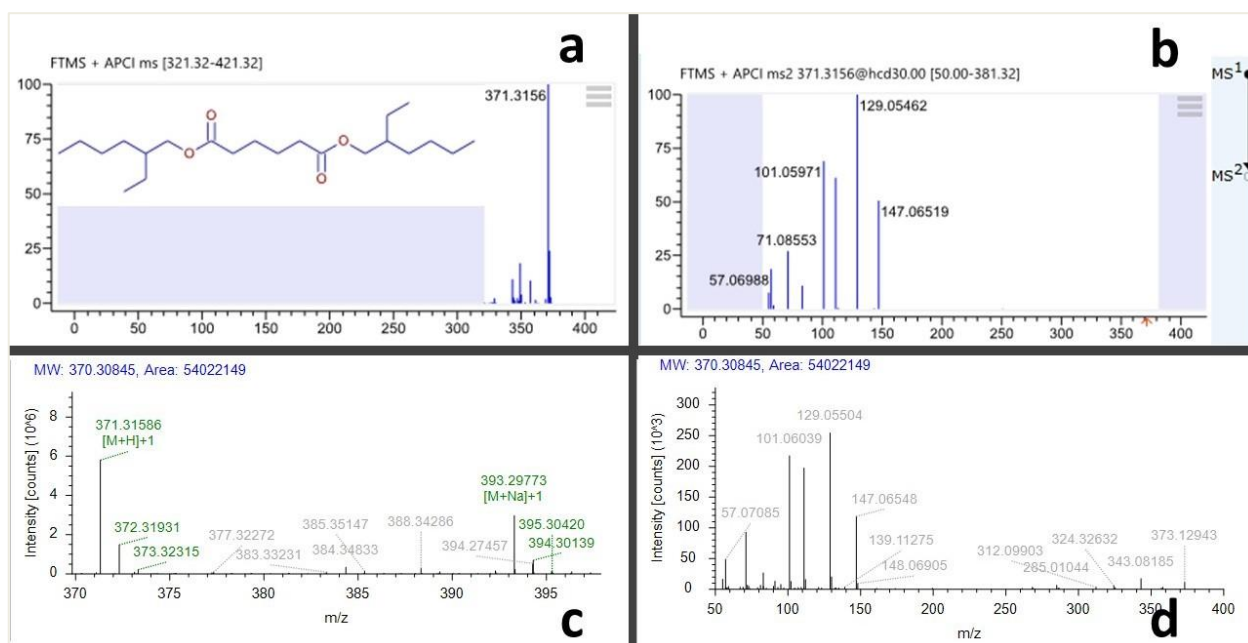 a
FTMS + APCI ms [321.32-421.32]
100
75
50
25
0
371.3156
O
O
O
O
0 50 100 150 200 250 300 350 400
b
FTMS + APCI ms2 371.3156@hcd30.00 [50.00-381.32]
100
75
50
25
0
129.05462
101.05971
147.06519
71.08553
57.06988
0 50 100 150 200 250 300 350 400
MS1
MS2
MW: 370.30845, Area: 54022149
Intensity [counts] (10^6)
8
6
4
2
0
371.31586
[M+H]+1
393.29773
[M+Na]+1
372.31931
373.32315
377.32272
383.33231
385.35147
384.34833
388.34286
394.27457
395.30420
394.30139
370 375 380 385 390 395
m/z
c
MW: 370.30845, Area: 54022149
Intensity [counts] (10^3)
300
250
200
150
100
50
0
129.05504
101.06039
147.06548
57.07085
139.11275
148.06905
312.09903
285.01044
324.32632
343.08185
373.12943
50 100 150 200 250 300 350 400
m/z
d